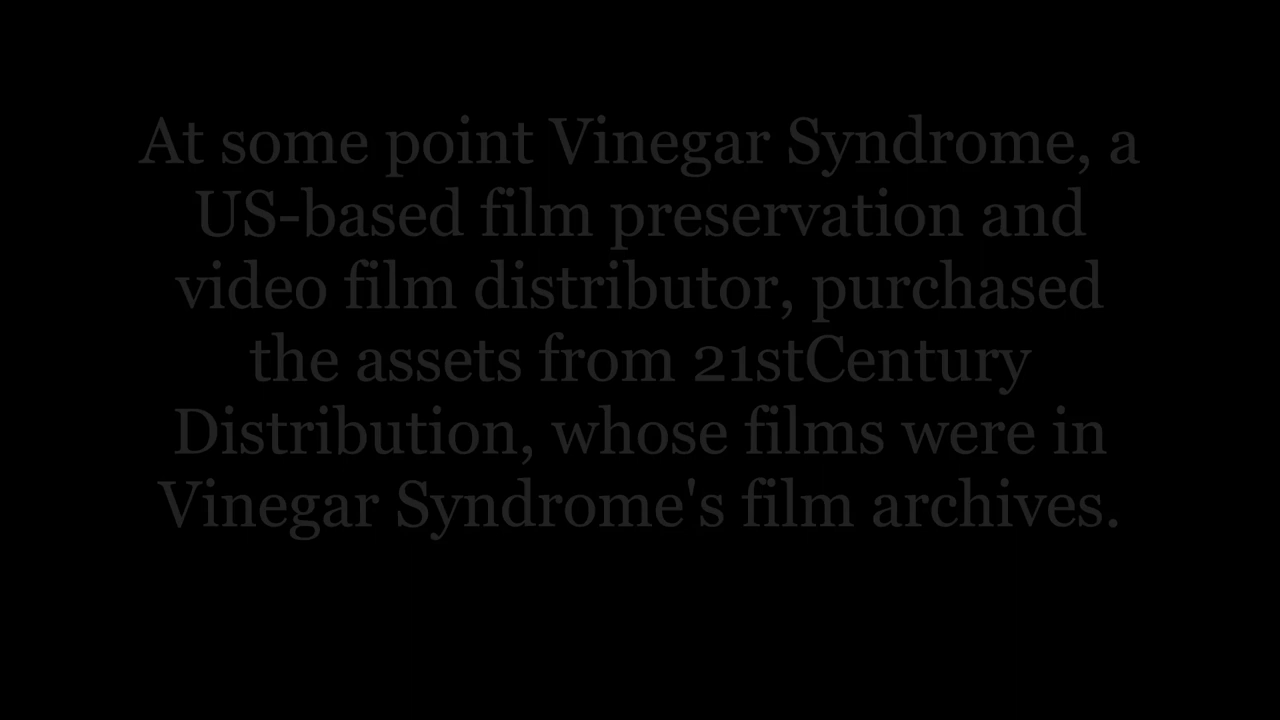 At some point Vinegar Syndrome, a
US-based film preservation and
video film distributor, purchased
the assets from 21stCentury
Distribution, whose films were in
Vinegar Syndrome's film archives.